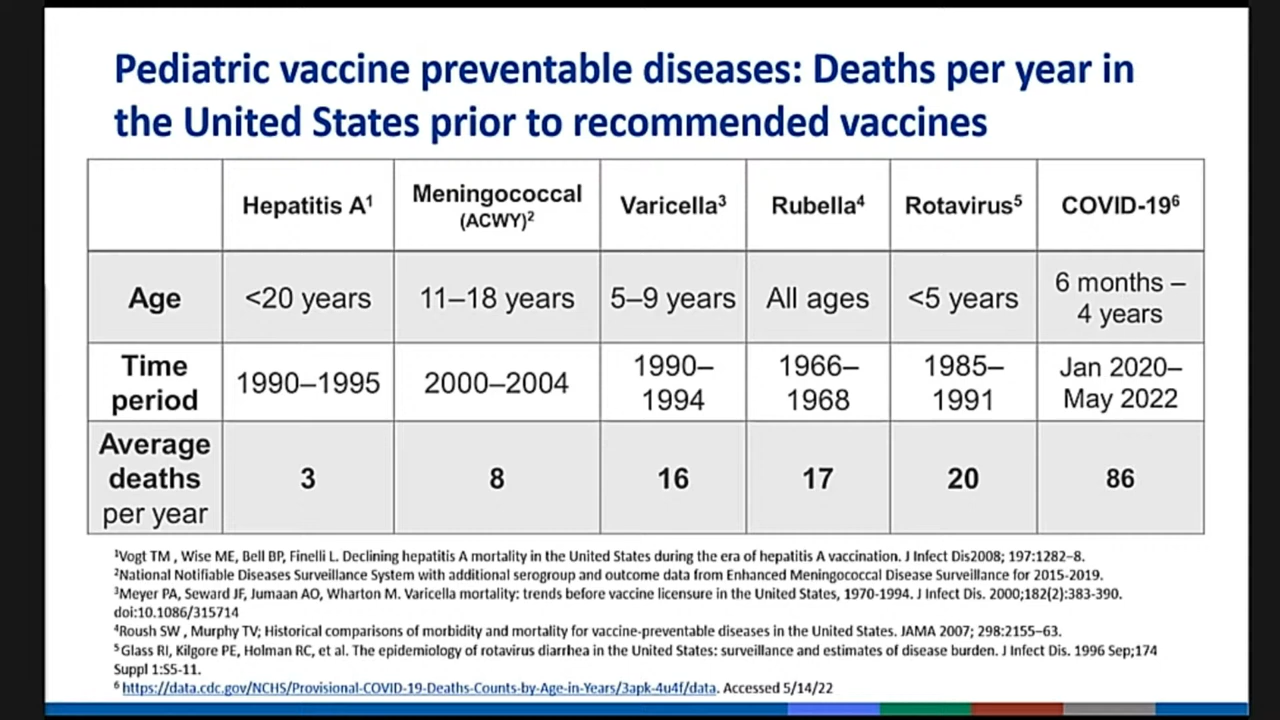 Pediatric vaccine preventable diseases: Deaths per year in
the United States prior to recommended vaccines
Hepatitis A¹
Meningococcal
(ACWY)²
Varicella³
Rubella⁴
Rotavirus⁵
COVID-19⁶
Age
<20 years
11–18 years
5–9 years
All ages
<5 years
6 months –
4 years
Time
period
1990–1995
2000–2004
1990–
1994
1966–
1968
1985–
1991
Jan 2020–
May 2022
Average
deaths
per year
3
8
16
17
20
86
¹Vogt TM , Wise ME, Bell BP, Finelli L. Declining hepatitis A mortality in the United States during the era of hepatitis A vaccination. J Infect Dis2008; 197:1282–8.
²National Notifiable Diseases Surveillance System with additional serogroup and outcome data from Enhanced Meningococcal Disease Surveillance for 2015-2019.
³Meyer PA, Seward JF, Jumaan AO, Wharton M. Varicella mortality: trends before vaccine licensure in the United States, 1970-1994. J Infect Dis. 2000;182(2):383-390.
doi:10.1086/315714
⁴Roush SW , Murphy TV; Historical comparisons of morbidity and mortality for vaccine-preventable diseases in the United States. JAMA 2007; 298:2155–63.
⁵Glass RI, Kilgore PE, Holman RC, et al. The epidemiology of rotavirus diarrhea in the United States: surveillance and estimates of disease burden. J Infect Dis. 1996 Sep;174
Suppl 1:S5-11.
⁶ https://data.cdc.gov/NCHS/Provisional-COVID-19-Deaths-Counts-by-Age-in-Years/3apk-4u4f/data. Accessed 5/14/22